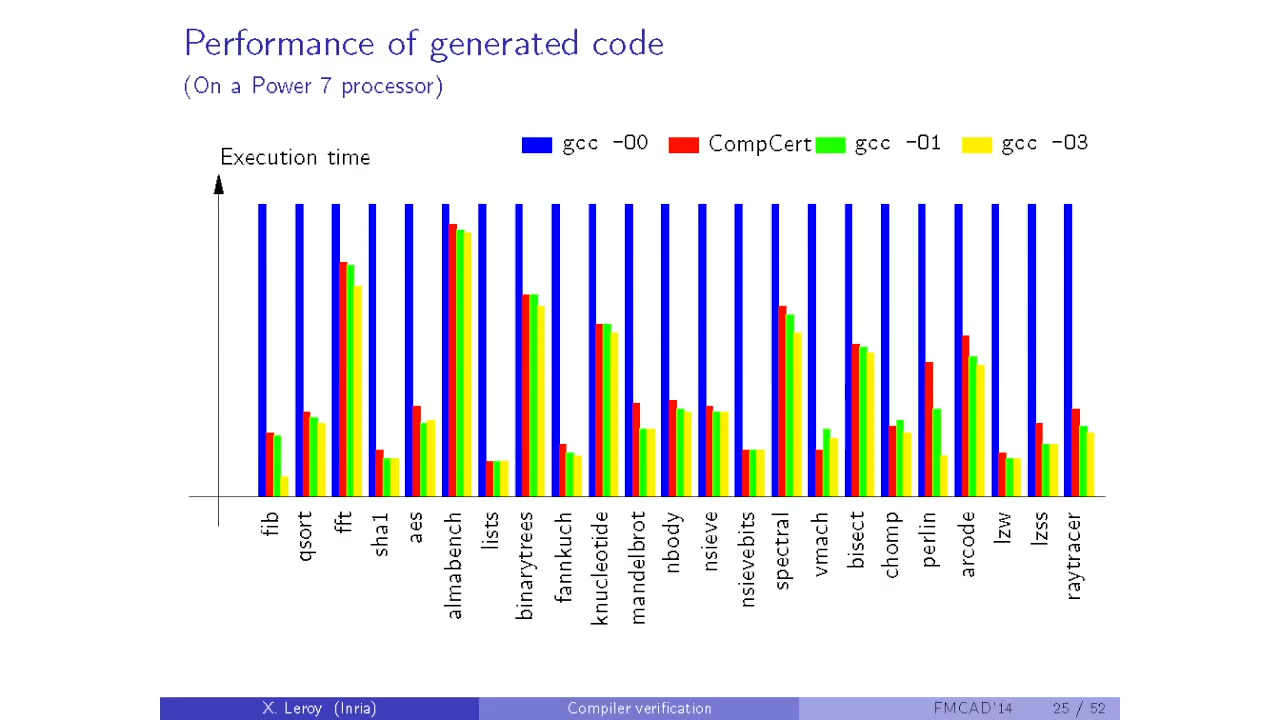 Performance of generated code
(On a Power 7 processor)
gcc -O0 CompCert gcc -O1 gcc -O3
Execution time
fib
qsort
fft
sha1
aes
almabench
lists
binarytrees
fannkuch
knucleotide
mandelbrot
nbody
nsieve
nsievebits
spectral
vmach
bisect
chomp
perlin
arcode
lzw
lzss
raytracer
X. Leroy (Inria) Compiler verification FMCAD'14 25 / 52